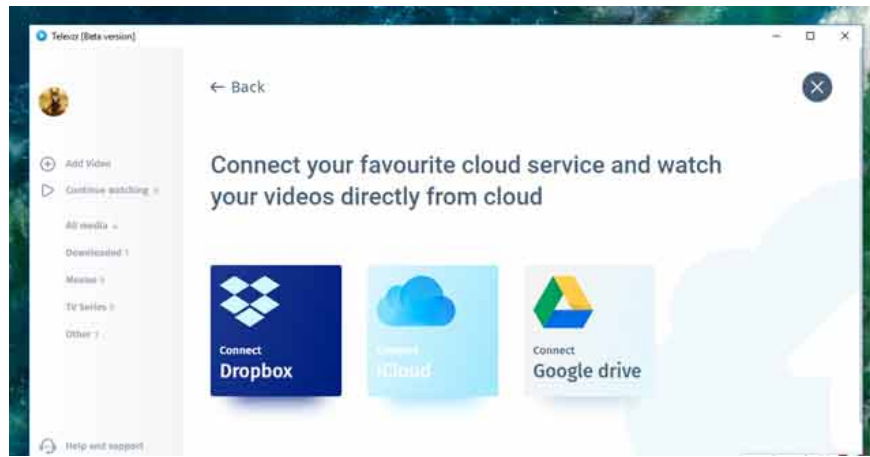 Televzr [Beta version]
← Back
Connect your favourite cloud service and watch
your videos directly from cloud
Add Video
Continue watching
All media
Downloaded 1
Movies
TV Series
Other
Connect
Dropbox
Connect
iCloud
Connect
Google drive
Help and support